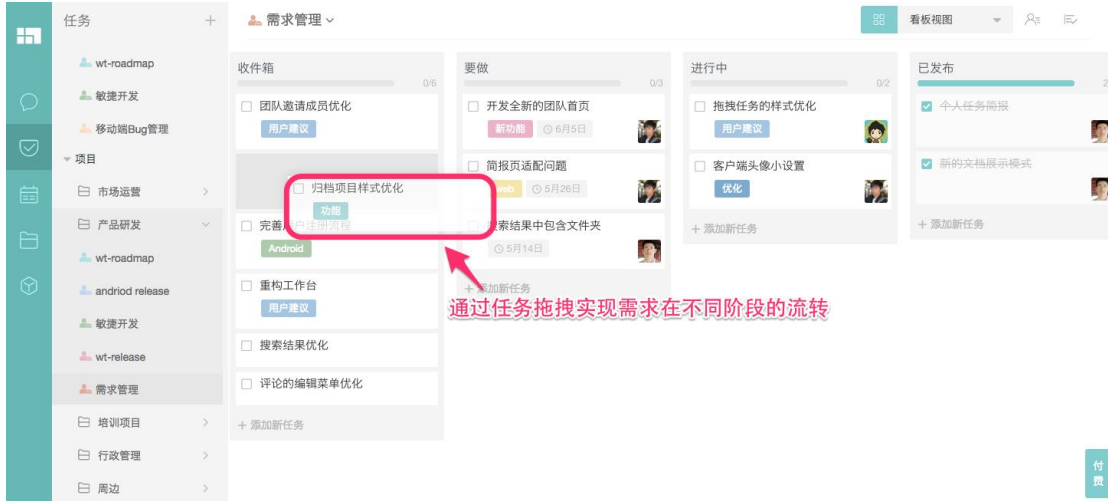 任务 +
wt-roadmap
敏捷开发
移动端Bug管理
项目
市场运营
产品研发
wt-roadmap
andriod release
敏捷开发
wt-release
需求管理
培训项目
行政管理
周边
需求管理
看板视图
收件箱
0/6
团队邀请成员优化
用户建议
归档项目样式优化
功能
完善用户注册流程
Android
重构工作台
用户建议
搜索结果优化
评论的编辑菜单优化
+ 添加新任务
要做
0/3
开发全新的团队首页
新功能 6月5日
简报页适配问题
web 5月26日
搜索结果中包含文件夹
5月14日
+ 添加新任务
进行中
0/2
拖拽任务的样式优化
用户建议
客户端头像小设置
优化
+ 添加新任务
已发布
2
个人任务简报
新的文档展示模式
+ 添加新任务
通过任务拖拽实现需求在不同阶段的流转
付费